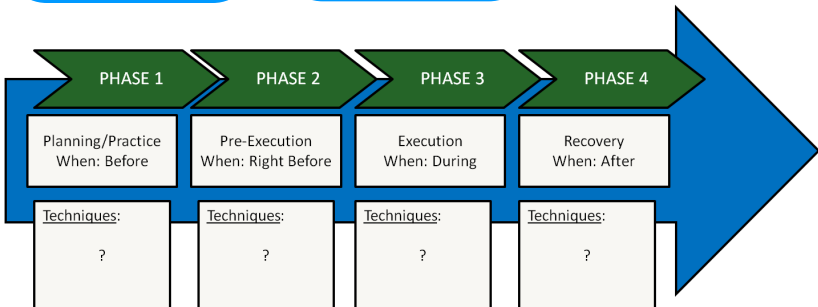 PHASE 1
PHASE 2
PHASE 3
PHASE 4
Planning/Practice
When: Before
Pre-Execution
When: Right Before
Execution
When: During
Recovery
When: After
Techniques:
?
Techniques:
?
Techniques:
?
Techniques:
?